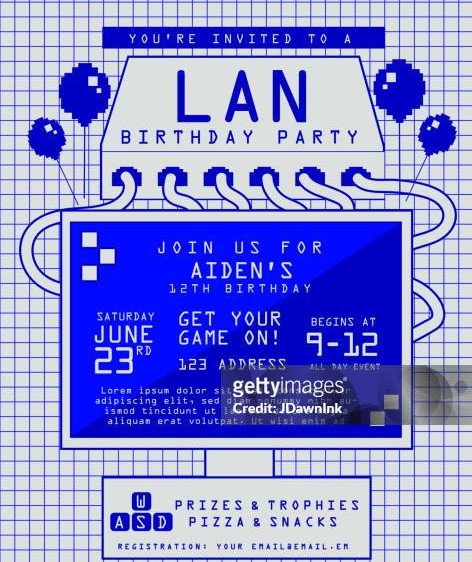 YOU'RE INVITED TO A
LAN
BIRTHDAY PARTY
JOIN US FOR
AIDEN'S
12TH BIRTHDAY
SATURDAY
JUNE
23RD
GET YOUR
GAME ON!
123 ADDRESS
BEGINS AT
9-12
ALL DAY EVENT
Lorem ipsum dolor sit
adipiscing elit, sed diam nonummy nibh eu-
ismod tincidunt ut
aliquam erat volutpat. Ut wisi enim ad
gettyimages
Credit: JDawnInk
W
A S D
PRIZES & TROPHIES
PIZZA & SNACKS
REGISTRATION: YOUR EMAIL@EMAIL.EM